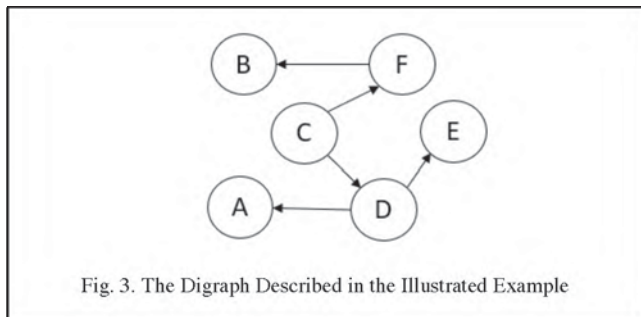 B F
C E
A D
Fig. 3. The Digraph Described in the Illustrated Example